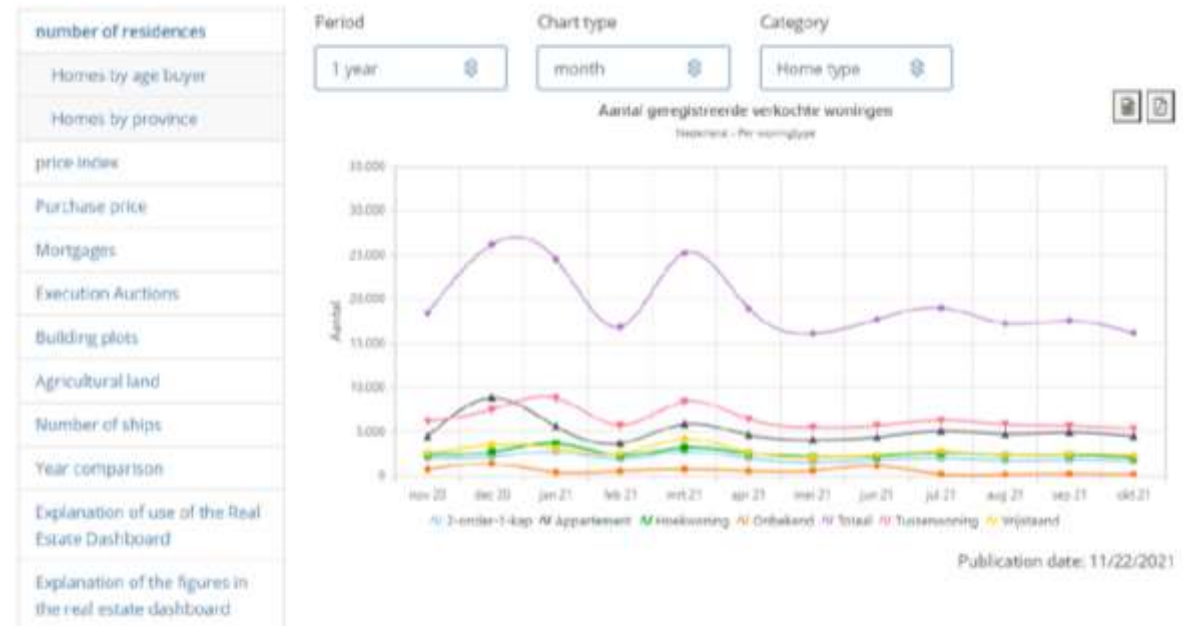 number of residences
Homes by age buyer
Homes by province
price index
Purchase price
Mortgages
Execution Auctions
Building plots
Agricultural land
Number of ships
Year comparison
Explanation of use of the Real
Estate Dashboard
Explanation of the figures in
the real estate dashboard
Period
Chart type
Category
1 year
month
Home type
Aantal geregistreerde verkochte woningen
Nederland - Per woningtype
Aantal
35.000
30.000
25.000
20.000
15.000
10.000
5.000
0
nov 20 dec 20 jan 21 feb 21 mrt 21 apr 21 mei 21 jun 21 jul 21 aug 21 sep 21 okt 21
2-onder-1-kap Appartement Hoekwoning Onbekend Totaal Tussenwoning Vrijstaand
Publication date: 11/22/2021